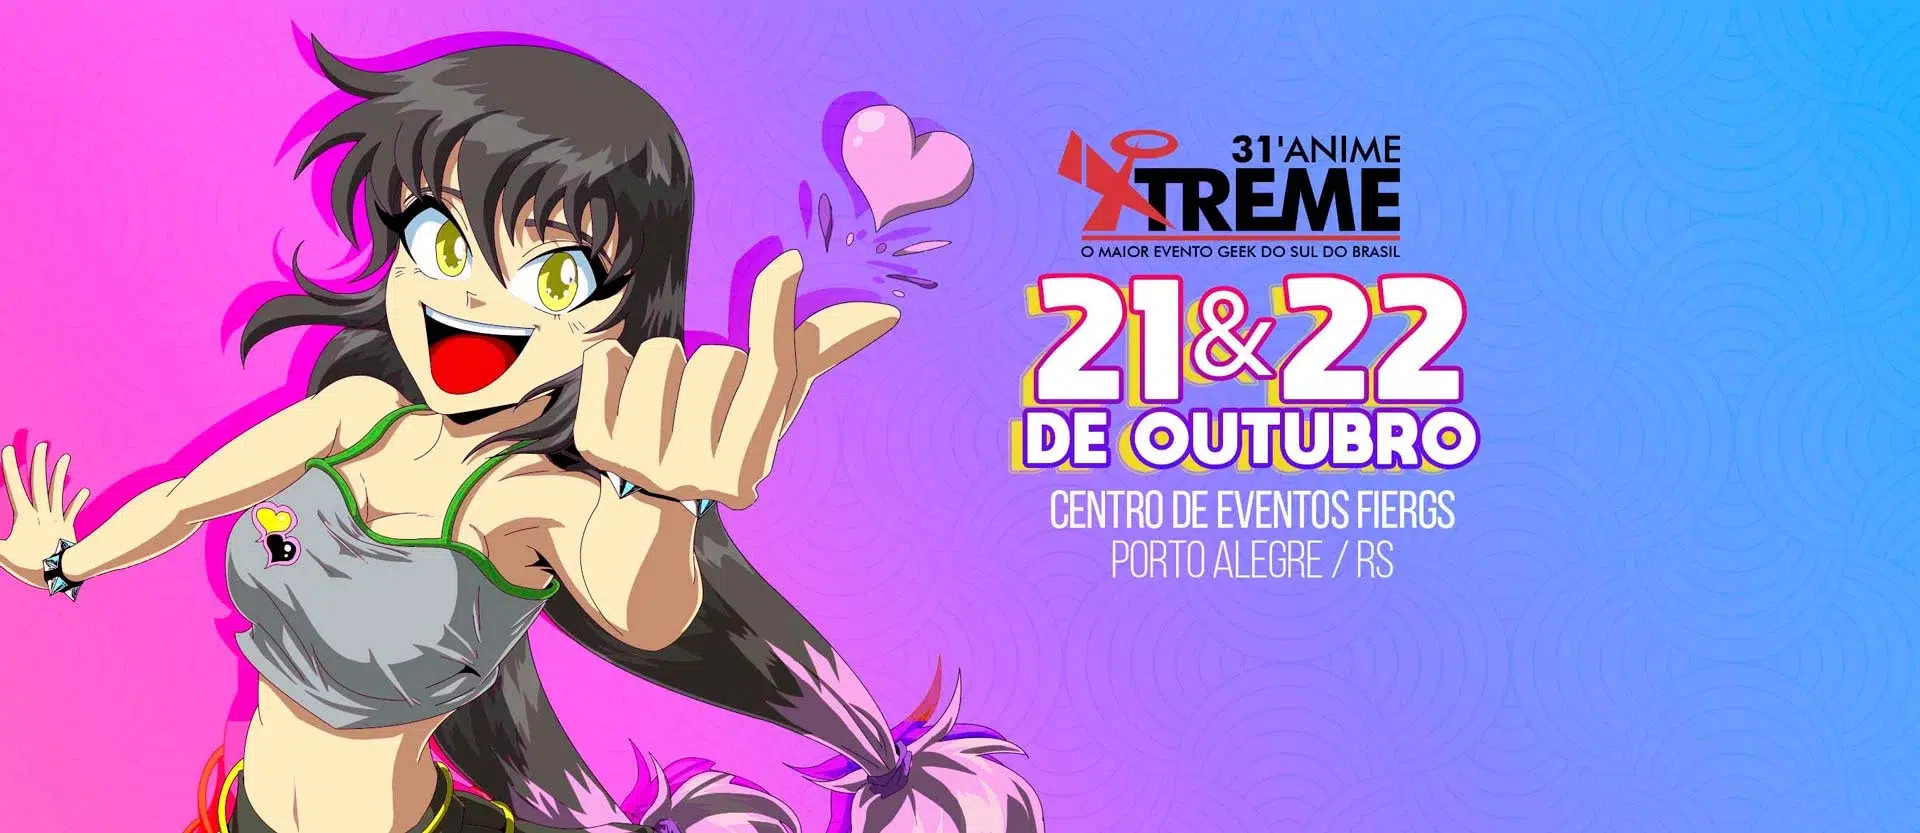 31'ANIME
XTREME
O MAIOR EVENTO GEEK DO SUL DO BRASIL
21&22
DE OUTUBRO
CENTRO DE EVENTOS FIERGS
PORTO ALEGRE / RS